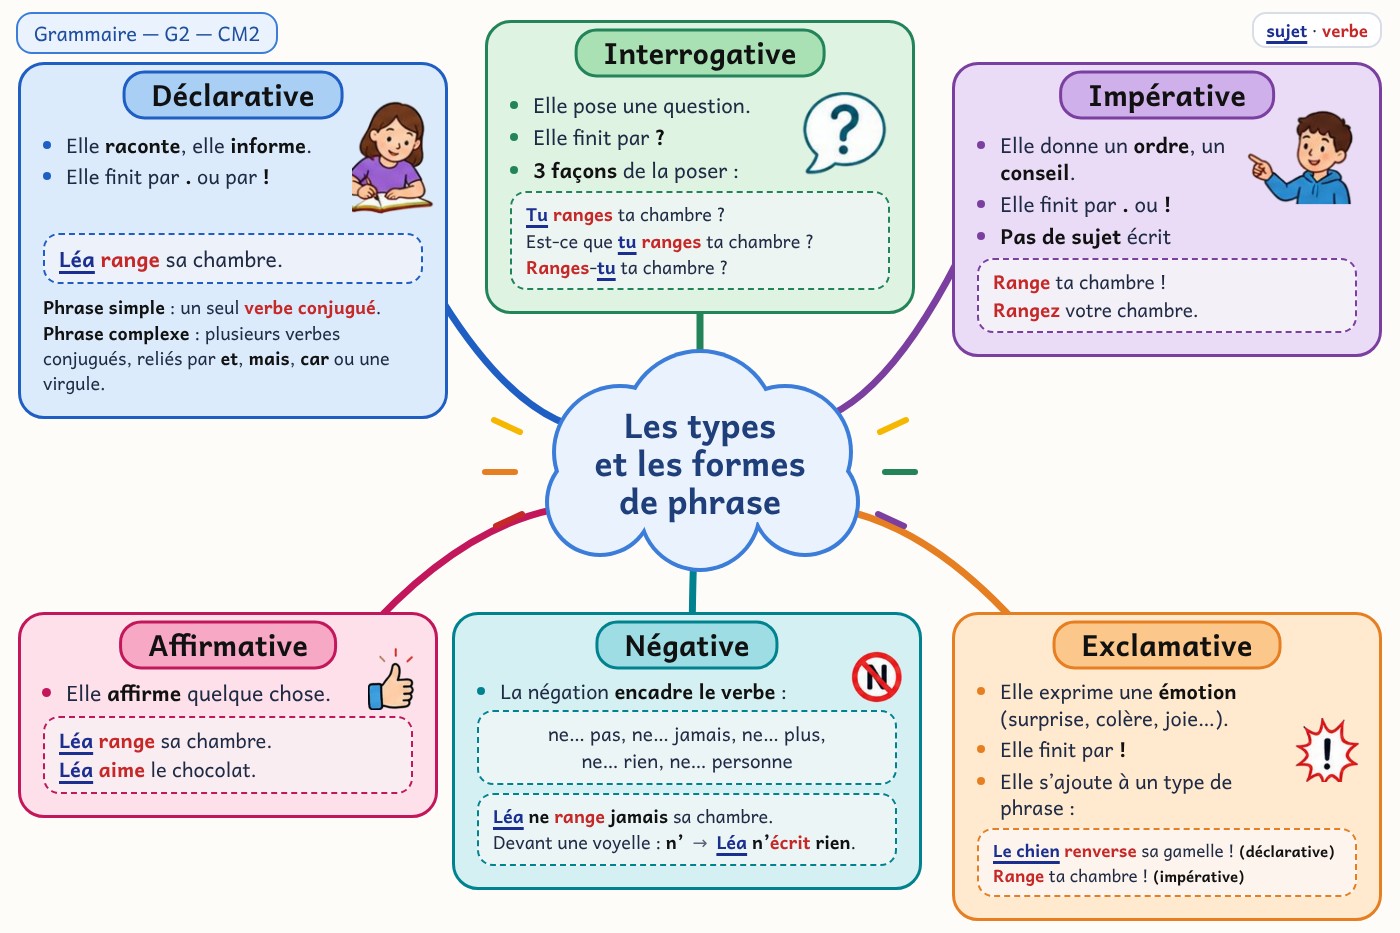 Grammaire — G2 — CM2
sujet · verbe
Déclarative
• Elle raconte, elle informe.
• Elle finit par . ou par !
Léa range sa chambre.
Phrase simple : un seul verbe conjugué.
Phrase complexe : plusieurs verbes
conjugués, reliés par et, mais, car ou une
virgule.
Interrogative
• Elle pose une question.
• Elle finit par ?
• 3 façons de la poser :
?
Tu ranges ta chambre ?
Est-ce que tu ranges ta chambre ?
Ranges-tu ta chambre ?
Impérative
• Elle donne un ordre, un
conseil.
• Elle finit par . ou !
• Pas de sujet écrit
Range ta chambre !
Rangez votre chambre.
Les types
et les formes
de phrase
Affirmative
• Elle affirme quelque chose.
Léa range sa chambre.
Léa aime le chocolat.
Négative
• La négation encadre le verbe :
N
ne... pas, ne... jamais, ne... plus,
ne... rien, ne... personne
Léa ne range jamais sa chambre.
Devant une voyelle : n’ → Léa n’écrit rien.
Exclamative
• Elle exprime une émotion
(surprise, colère, joie...).
• Elle finit par !
• Elle s’ajoute à un type de
phrase :
!
Le chien renverse sa gamelle ! (déclarative)
Range ta chambre ! (impérative)